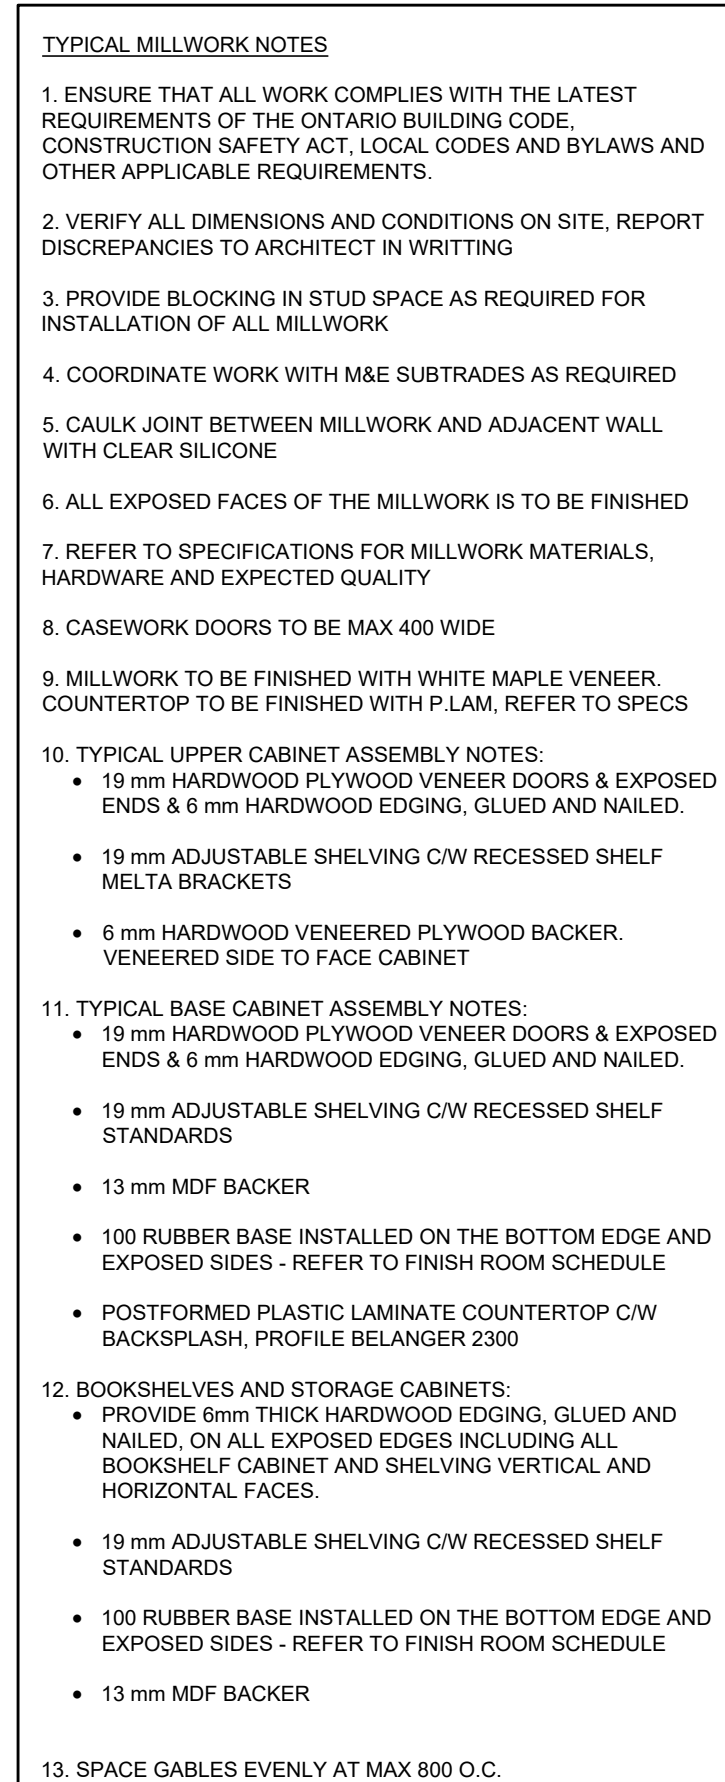 TYPICAL MILLWORK NOTES
1. ENSURE THAT ALL WORK COMPLIES WITH THE LATEST
REQUIREMENTS OF THE ONTARIO BUILDING CODE,
CONSTRUCTION SAFETY ACT, LOCAL CODES AND BYLAWS AND
OTHER APPLICABLE REQUIREMENTS.
2. VERIFY ALL DIMENSIONS AND CONDITIONS ON SITE, REPORT
DISCREPANCIES TO ARCHITECT IN WRITTING
3. PROVIDE BLOCKING IN STUD SPACE AS REQUIRED FOR
INSTALLATION OF ALL MILLWORK
4. COORDINATE WORK WITH M&E SUBTRADES AS REQUIRED
5. CAULK JOINT BETWEEN MILLWORK AND ADJACENT WALL
WITH CLEAR SILICONE
6. ALL EXPOSED FACES OF THE MILLWORK IS TO BE FINISHED
7. REFER TO SPECIFICATIONS FOR MILLWORK MATERIALS,
HARDWARE AND EXPECTED QUALITY
8. CASEWORK DOORS TO BE MAX 400 WIDE
9. MILLWORK TO BE FINISHED WITH WHITE MAPLE VENEER.
COUNTERTOP TO BE FINISHED WITH P.LAM, REFER TO SPECS
10. TYPICAL UPPER CABINET ASSEMBLY NOTES:
• 19 mm HARDWOOD PLYWOOD VENEER DOORS & EXPOSED
ENDS & 6 mm HARDWOOD EDGING, GLUED AND NAILED.
• 19 mm ADJUSTABLE SHELVING C/W RECESSED SHELF
MELTA BRACKETS
• 6 mm HARDWOOD VENEERED PLYWOOD BACKER.
VENEERED SIDE TO FACE CABINET
11. TYPICAL BASE CABINET ASSEMBLY NOTES:
• 19 mm HARDWOOD PLYWOOD VENEER DOORS & EXPOSED
ENDS & 6 mm HARDWOOD EDGING, GLUED AND NAILED.
• 19 mm ADJUSTABLE SHELVING C/W RECESSED SHELF
STANDARDS
• 13 mm MDF BACKER
• 100 RUBBER BASE INSTALLED ON THE BOTTOM EDGE AND
EXPOSED SIDES - REFER TO FINISH ROOM SCHEDULE
• POSTFORMED PLASTIC LAMINATE COUNTERTOP C/W
BACKSPLASH, PROFILE BELANGER 2300
12. BOOKSHELVES AND STORAGE CABINETS:
• PROVIDE 6mm THICK HARDWOOD EDGING, GLUED AND
NAILED, ON ALL EXPOSED EDGES INCLUDING ALL
BOOKSHELF CABINET AND SHELVING VERTICAL AND
HORIZONTAL FACES.
• 19 mm ADJUSTABLE SHELVING C/W RECESSED SHELF
STANDARDS
• 100 RUBBER BASE INSTALLED ON THE BOTTOM EDGE AND
EXPOSED SIDES - REFER TO FINISH ROOM SCHEDULE
• 13 mm MDF BACKER
13. SPACE GABLES EVENLY AT MAX 800 O.C.